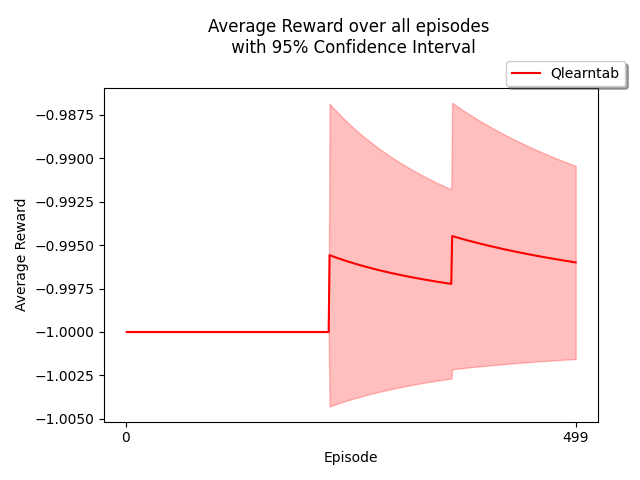 Average Reward over all episodes
with 95% Confidence Interval
Qlearntab
−0.9875
−0.9900
−0.9925
−0.9950
−0.9975
−1.0000
−1.0025
−1.0050
Average Reward
0
499
Episode